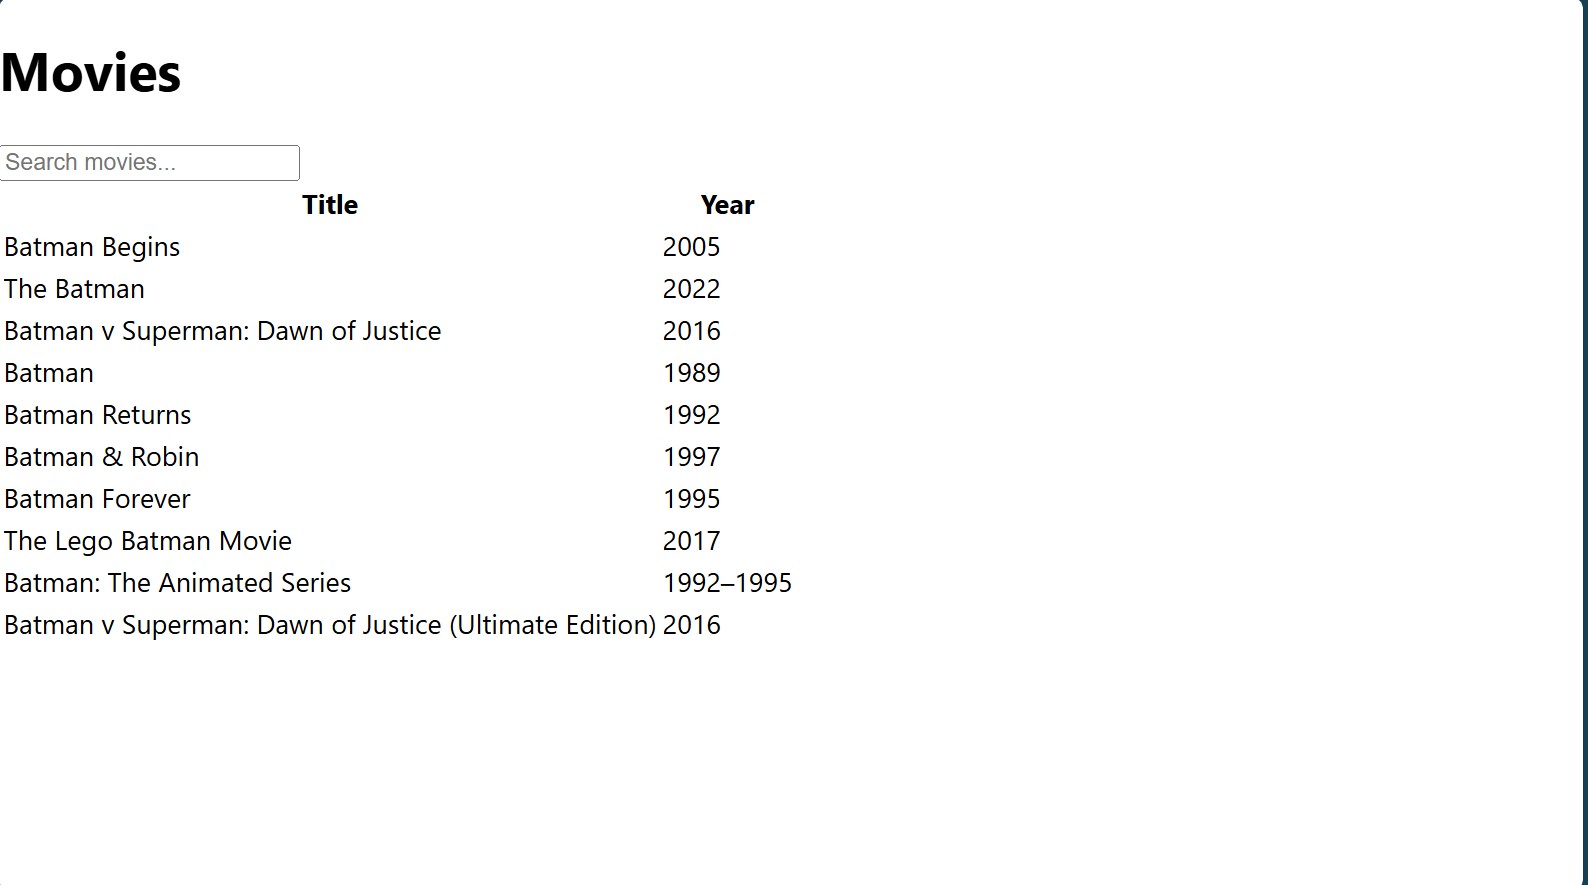 Movies
Search movies...
Title Year
Batman Begins 2005
The Batman 2022
Batman v Superman: Dawn of Justice 2016
Batman 1989
Batman Returns 1992
Batman & Robin 1997
Batman Forever 1995
The Lego Batman Movie 2017
Batman: The Animated Series 1992–1995
Batman v Superman: Dawn of Justice (Ultimate Edition) 2016